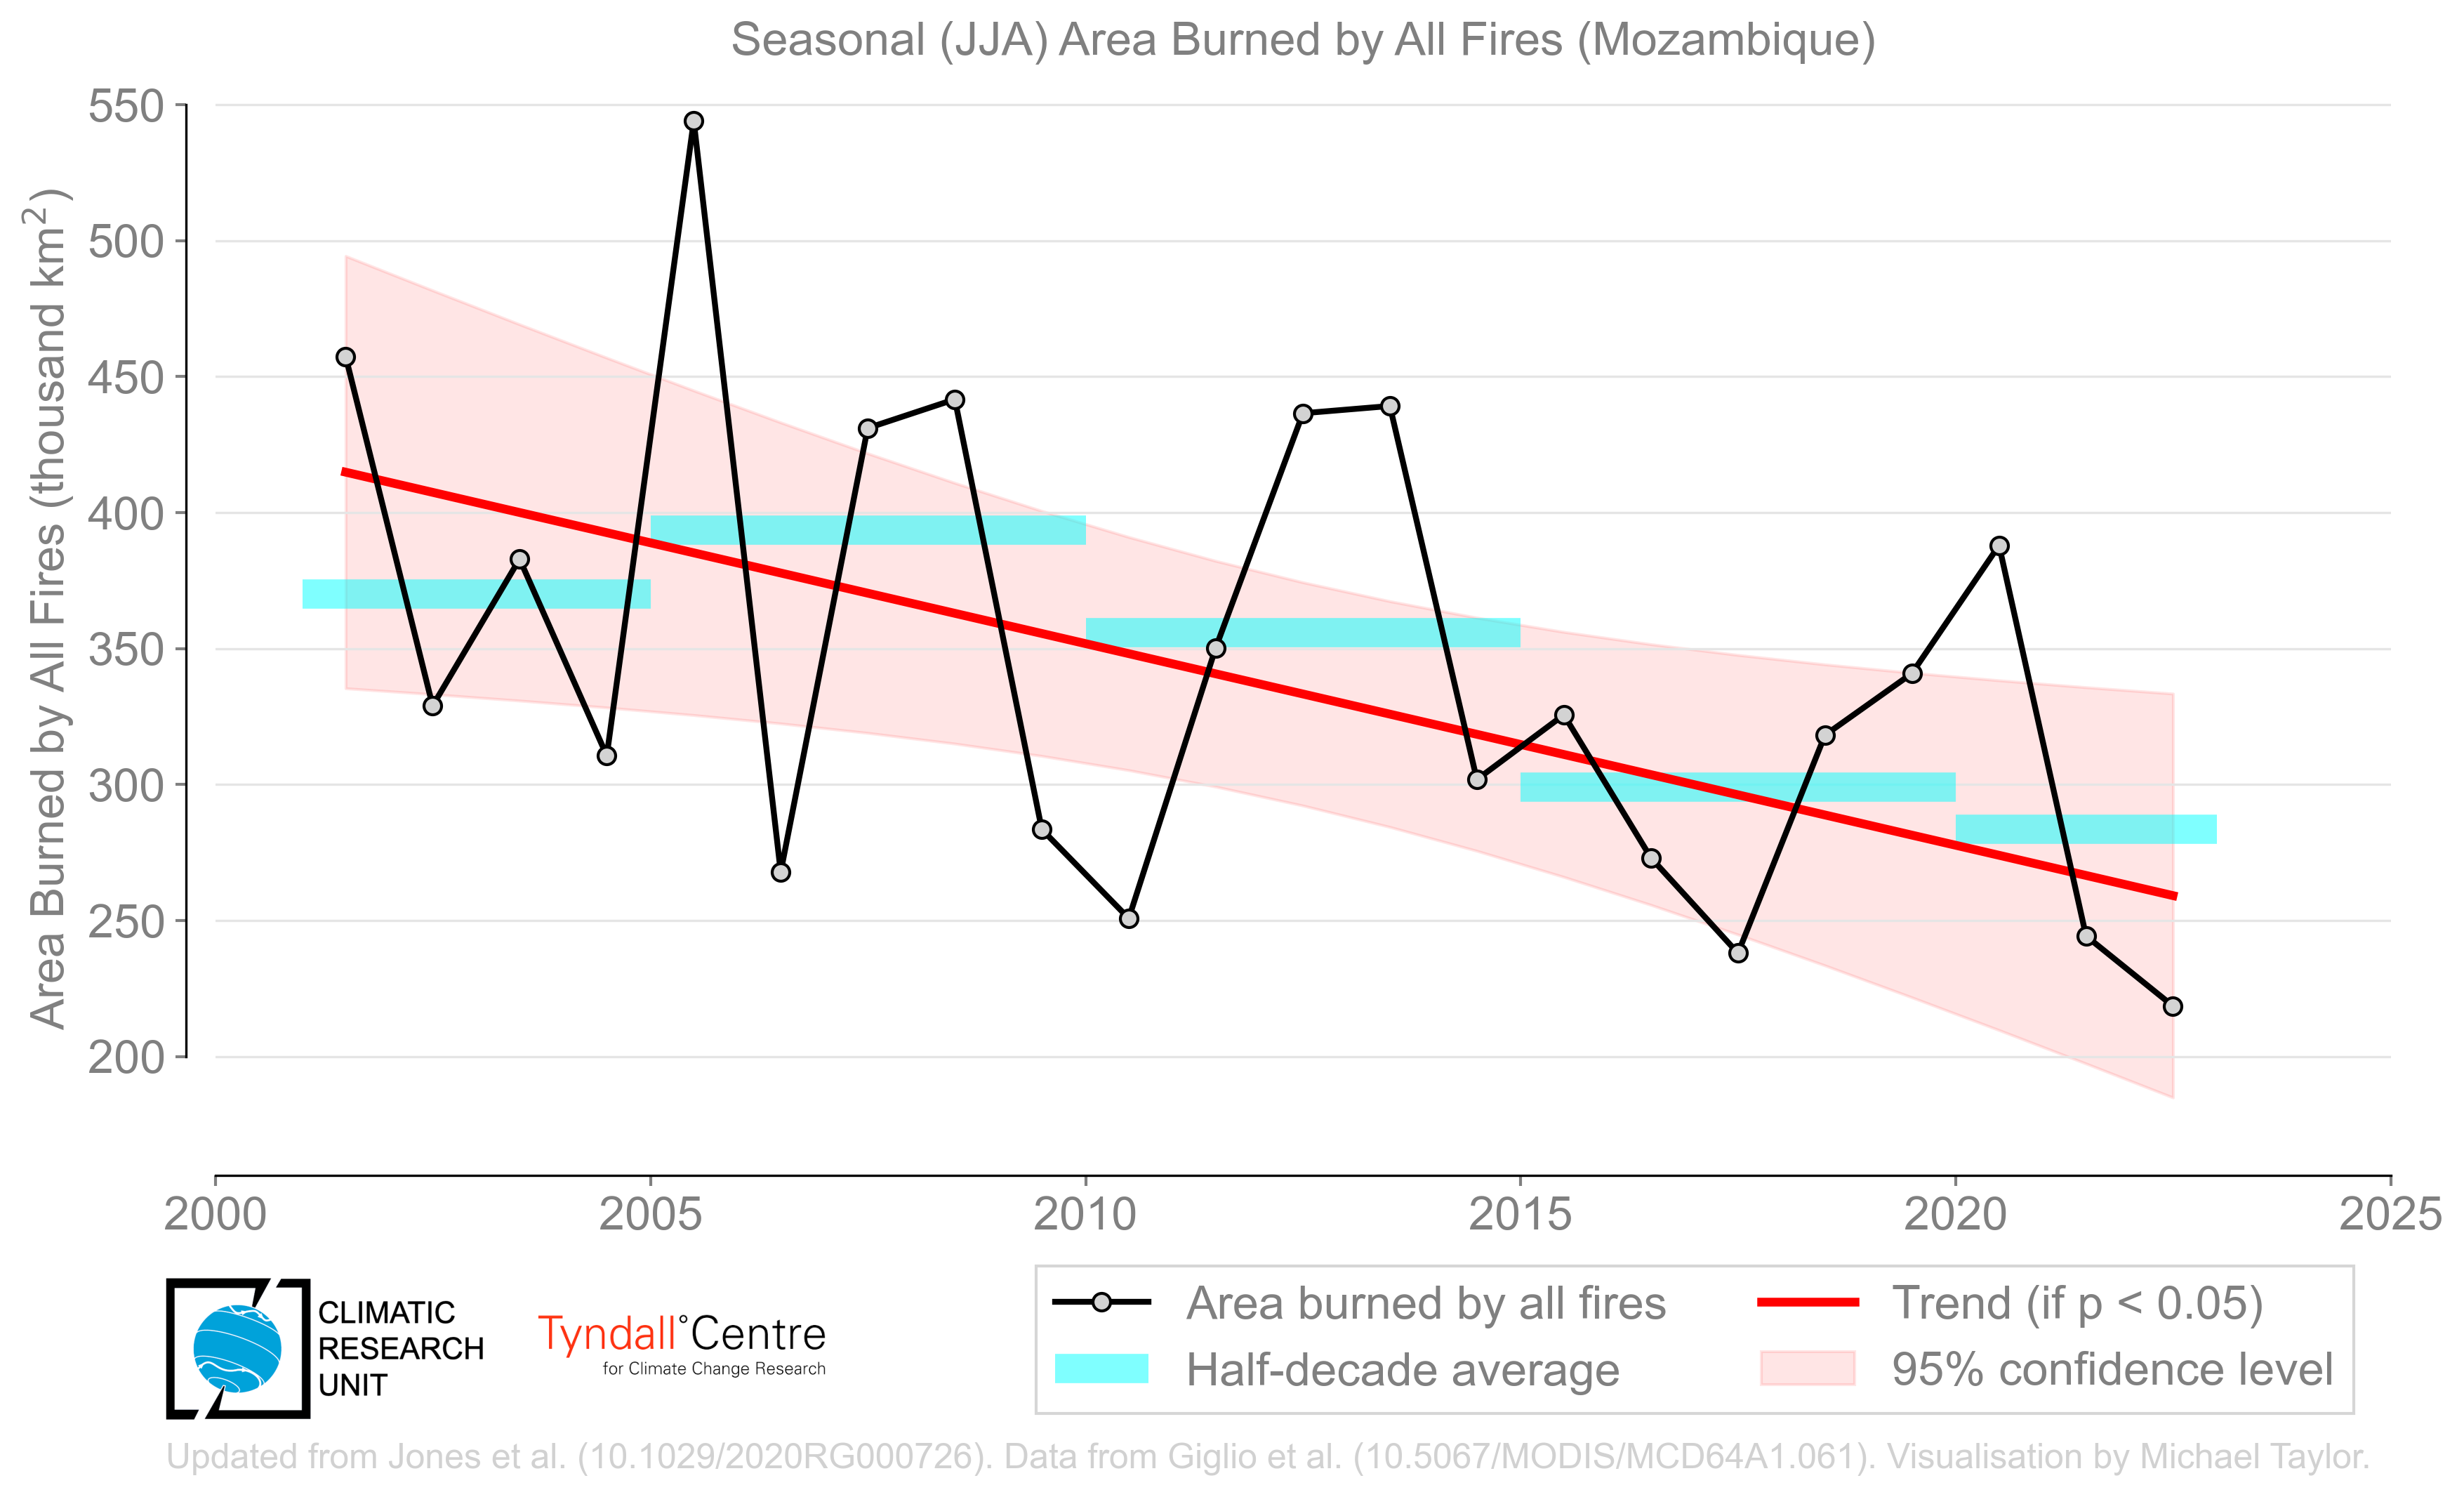 Seasonal (JJA) Area Burned by All Fires (Mozambique)
Area Burned by All Fires (thousand km²)
550
500
450
400
350
300
250
200
2000
2005
2010
2015
2020
2025
Area burned by all fires
Half-decade average
Trend (if p < 0.05)
95% confidence level
CLIMATIC
RESEARCH
UNIT
Tyndall°Centre
for Climate Change Research
Updated from Jones et al. (10.1029/2020RG000726). Data from Giglio et al. (10.5067/MODIS/MCD64A1.061). Visualisation by Michael Taylor.